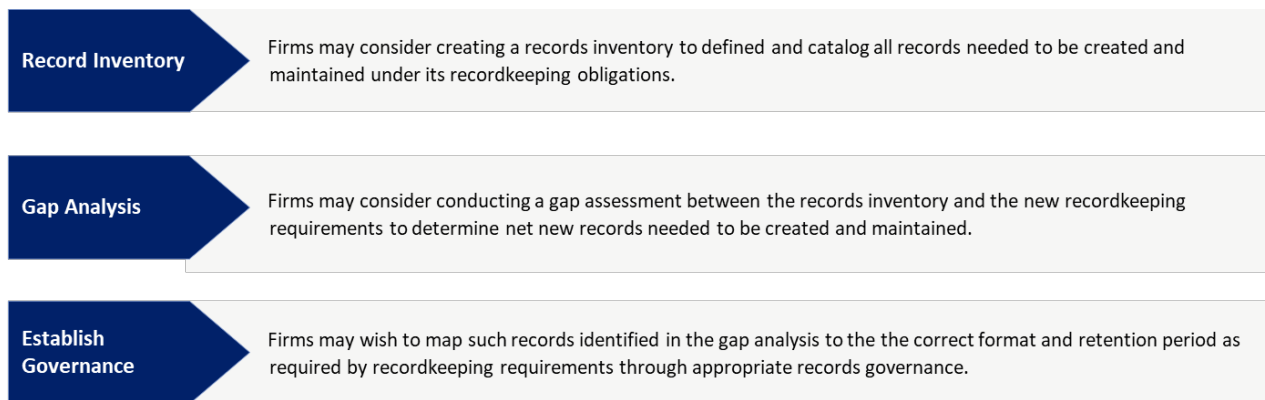 Record Inventory
Firms may consider creating a records inventory to defined and catalog all records needed to be created and
maintained under its recordkeeping obligations.
Gap Analysis
Firms may consider conducting a gap assessment between the records inventory and the new recordkeeping
requirements to determine net new records needed to be created and maintained.
Establish
Governance
Firms may wish to map such records identified in the gap analysis to the the correct format and retention period as
required by recordkeeping requirements through appropriate records governance.